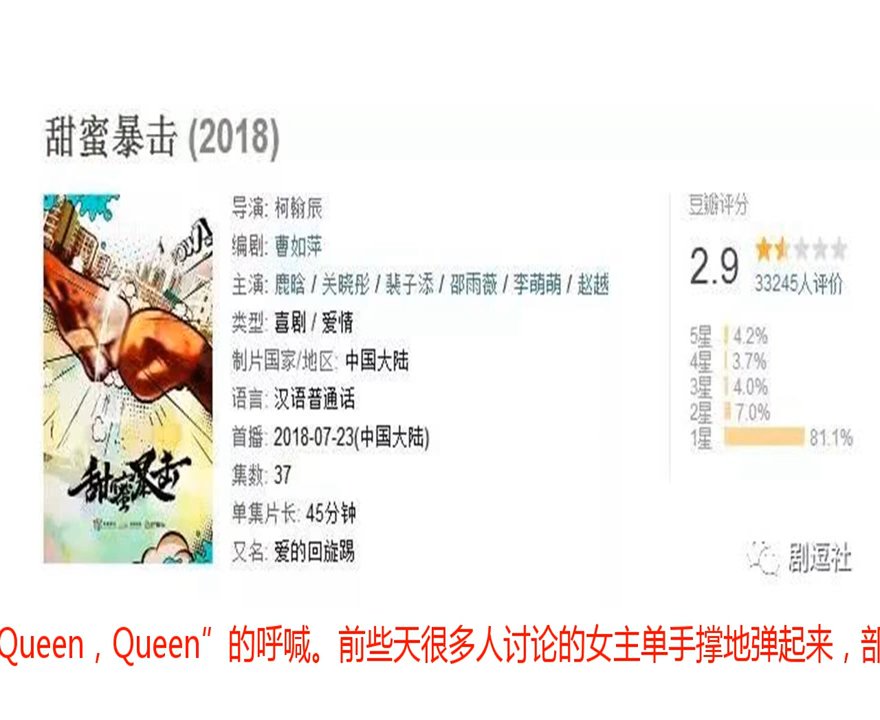 甜蜜暴击 (2018)
导演: 柯翰辰
编剧: 曹如萍
主演: 鹿晗 / 关晓彤 / 裴子添 / 邵雨薇 / 李萌萌 / 赵越
类型: 喜剧 / 爱情
制片国家/地区: 中国大陆
语言: 汉语普通话
首播: 2018-07-23(中国大陆)
集数: 37
单集片长: 45分钟
又名: 爱的回旋踢
豆瓣评分
2.9
33245人评价
5星 4.2%
4星 3.7%
3星 4.0%
2星 7.0%
1星 81.1%
POW!
甜蜜暴击
剧逗社
Queen，Queen”的呼喊。前些天很多人讨论的女主单手撑地弹起来，部